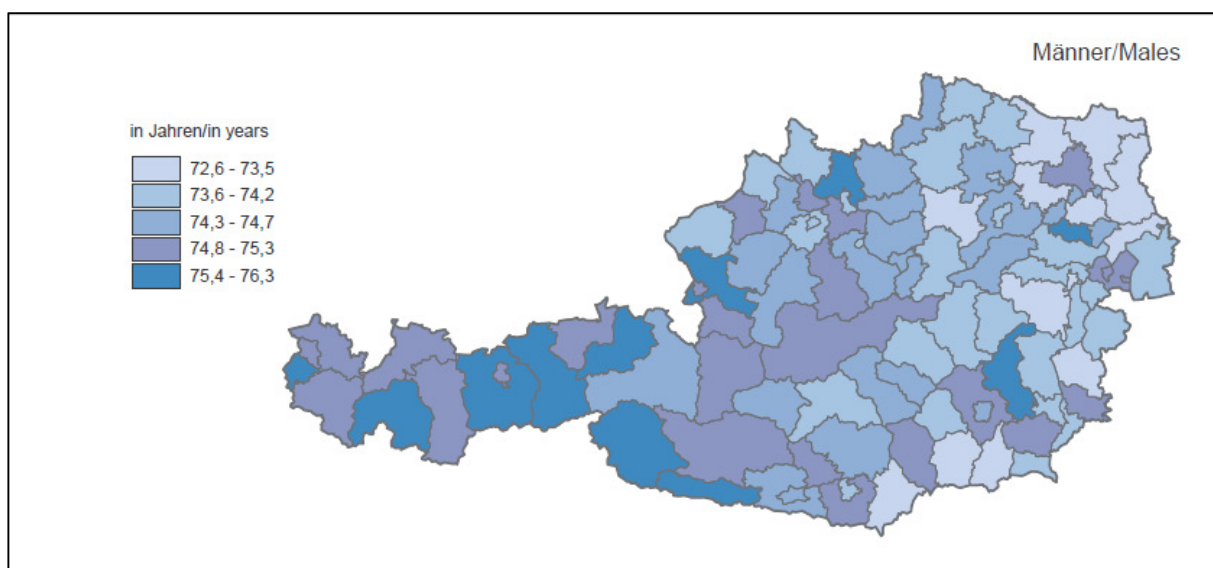 Männer/Males
in Jahren/in years
72,6 - 73,5
73,6 - 74,2
74,3 - 74,7
74,8 - 75,3
75,4 - 76,3